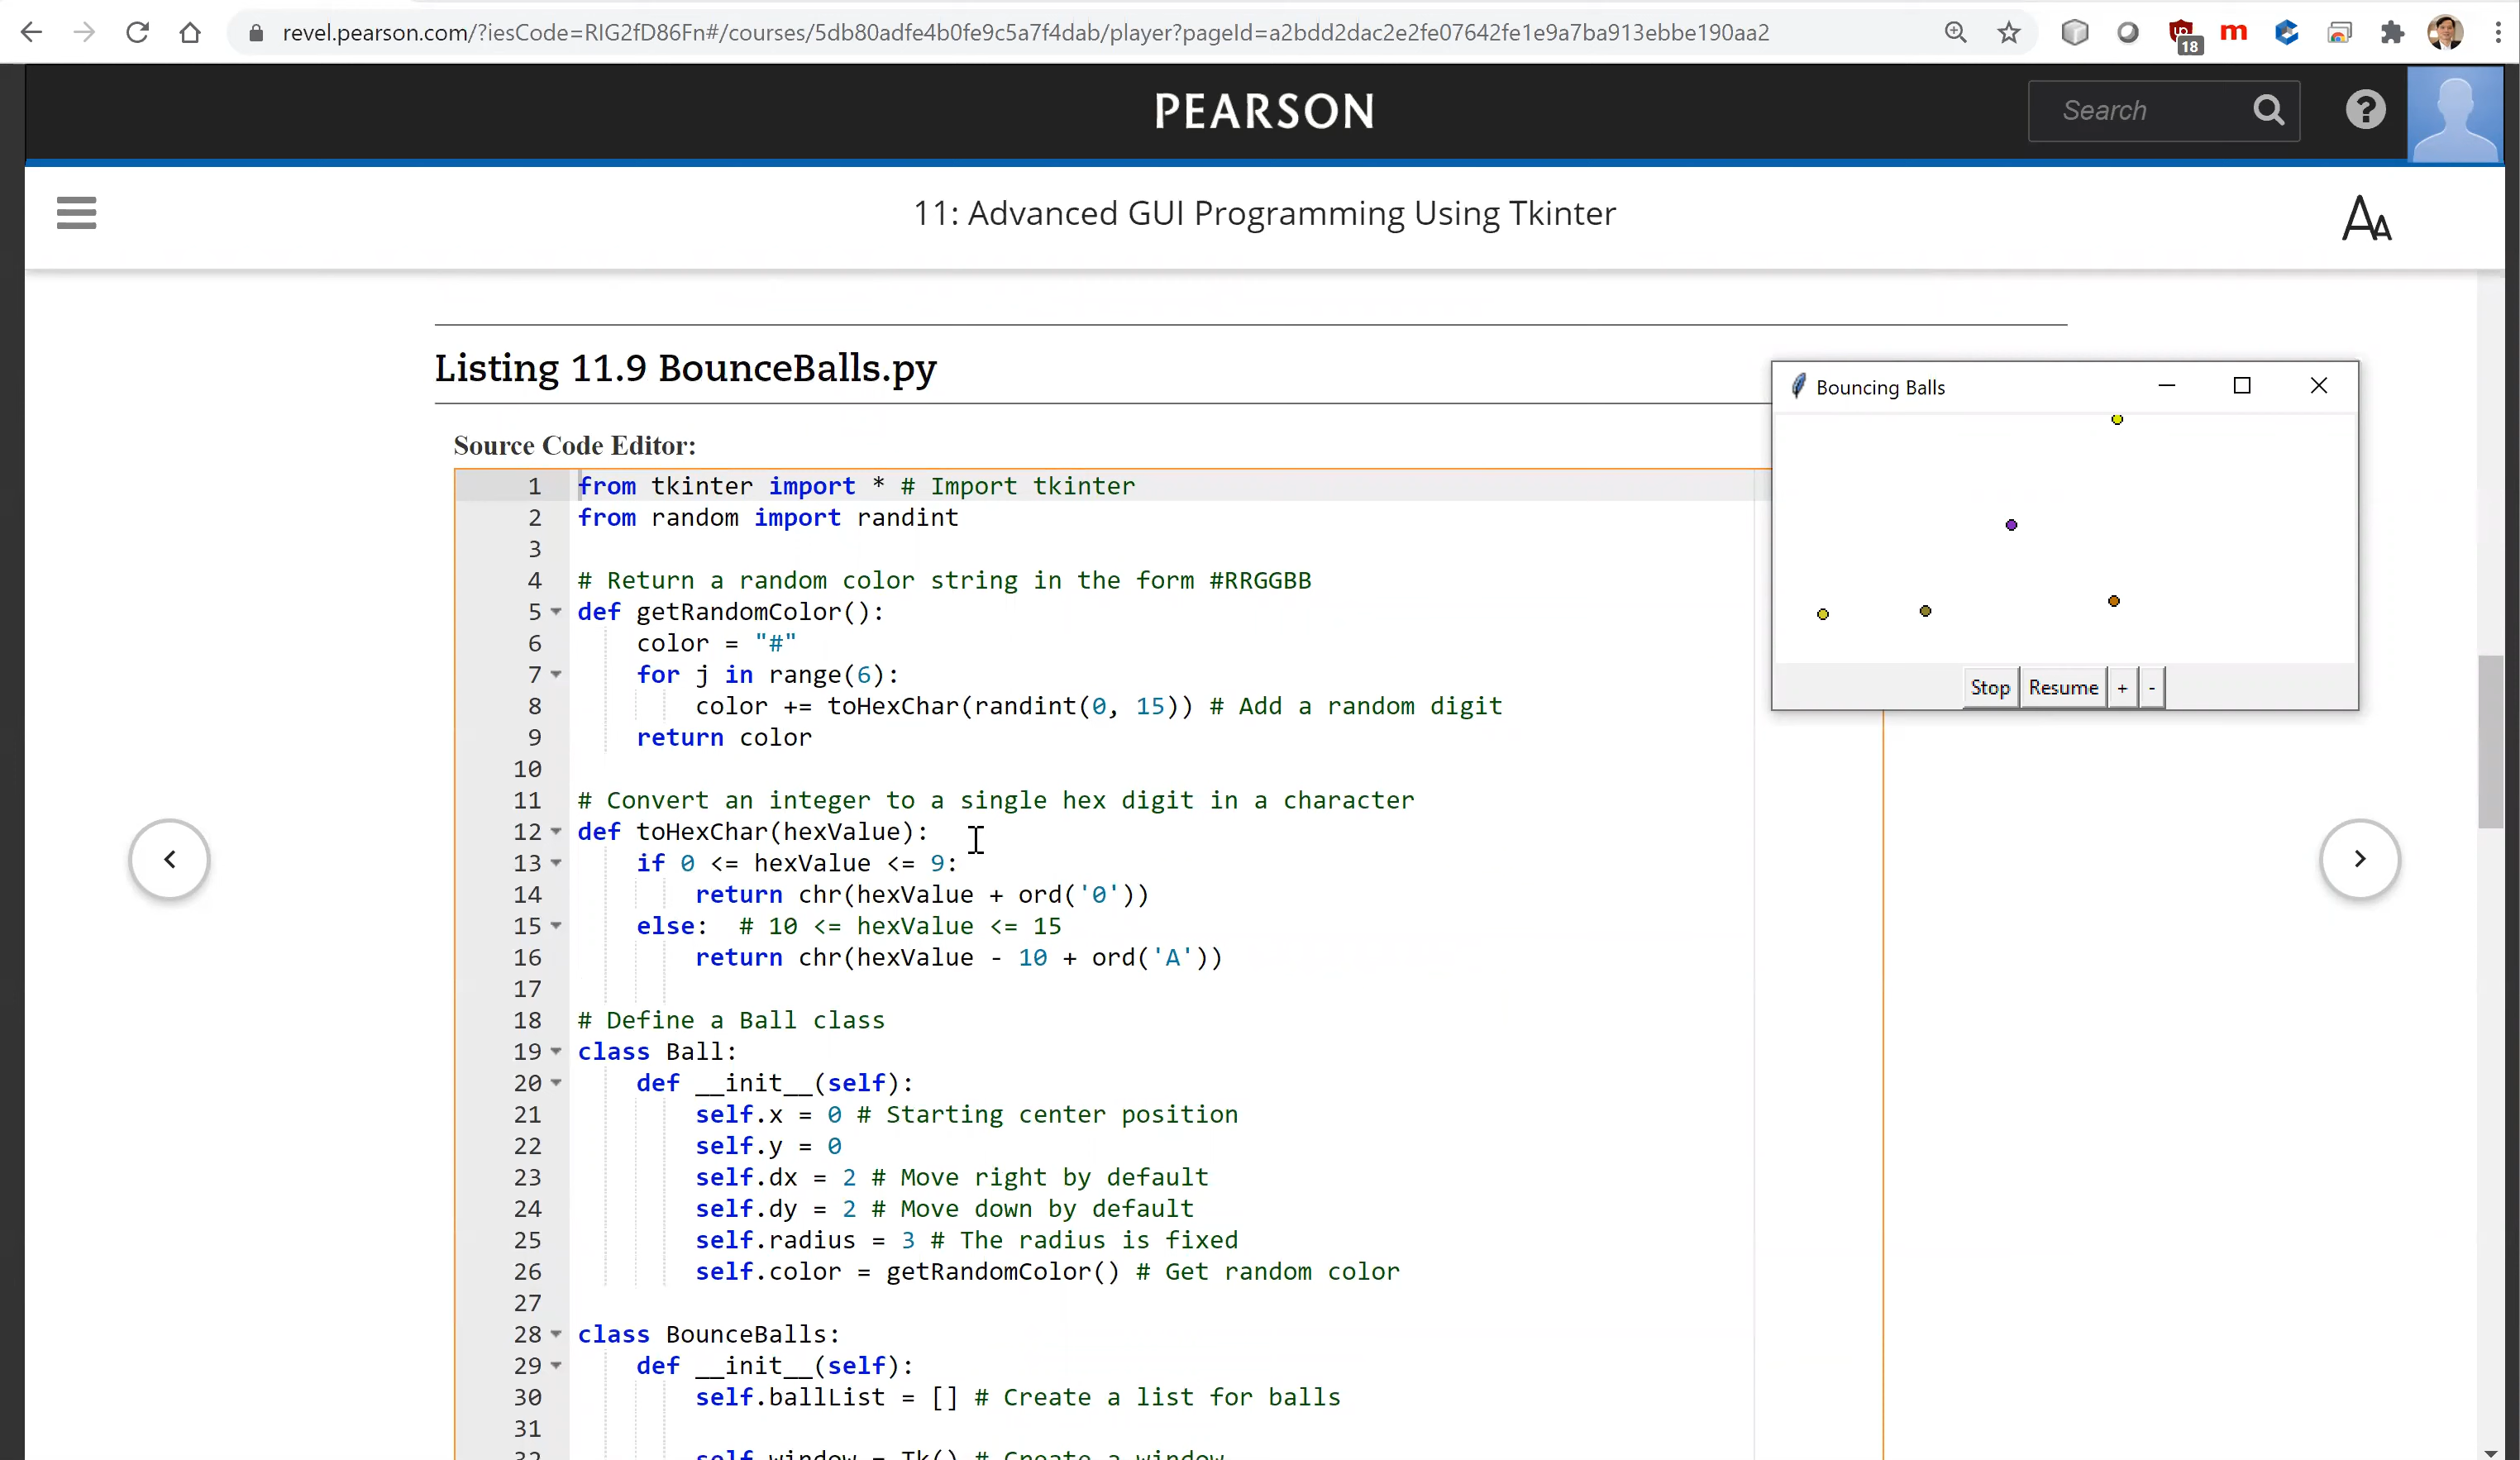 revel.pearson.com/?iesCode=RIG2fD86Fn#/courses/5db80adfe4b0fe9c5a7f4dab/player?pageId=a2bdd2dac2e2fe07642fe1e9a7ba913ebbe190aa2
18
PEARSON
Search
11: Advanced GUI Programming Using Tkinter
Listing 11.9 BounceBalls.py
Bouncing Balls
Stop Resume + -
Source Code Editor:
1 from tkinter import * # Import tkinter
2 from random import randint
3
4 # Return a random color string in the form #RRGGBB
5 def getRandomColor():
6     color = "#"
7     for j in range(6):
8         color += toHexChar(randint(0, 15)) # Add a random digit
9     return color
10
11 # Convert an integer to a single hex digit in a character
12 def toHexChar(hexValue):
13     if 0 <= hexValue <= 9:
14         return chr(hexValue + ord('0'))
15     else:  # 10 <= hexValue <= 15
16         return chr(hexValue - 10 + ord('A'))
17
18 # Define a Ball class
19 class Ball:
20     def __init__(self):
21         self.x = 0 # Starting center position
22         self.y = 0
23         self.dx = 2 # Move right by default
24         self.dy = 2 # Move down by default
25         self.radius = 3 # The radius is fixed
26         self.color = getRandomColor() # Get random color
27
28 class BounceBalls:
29     def __init__(self):
30         self.ballList = [] # Create a list for balls
31
32         self.window = Tk() # Create a window